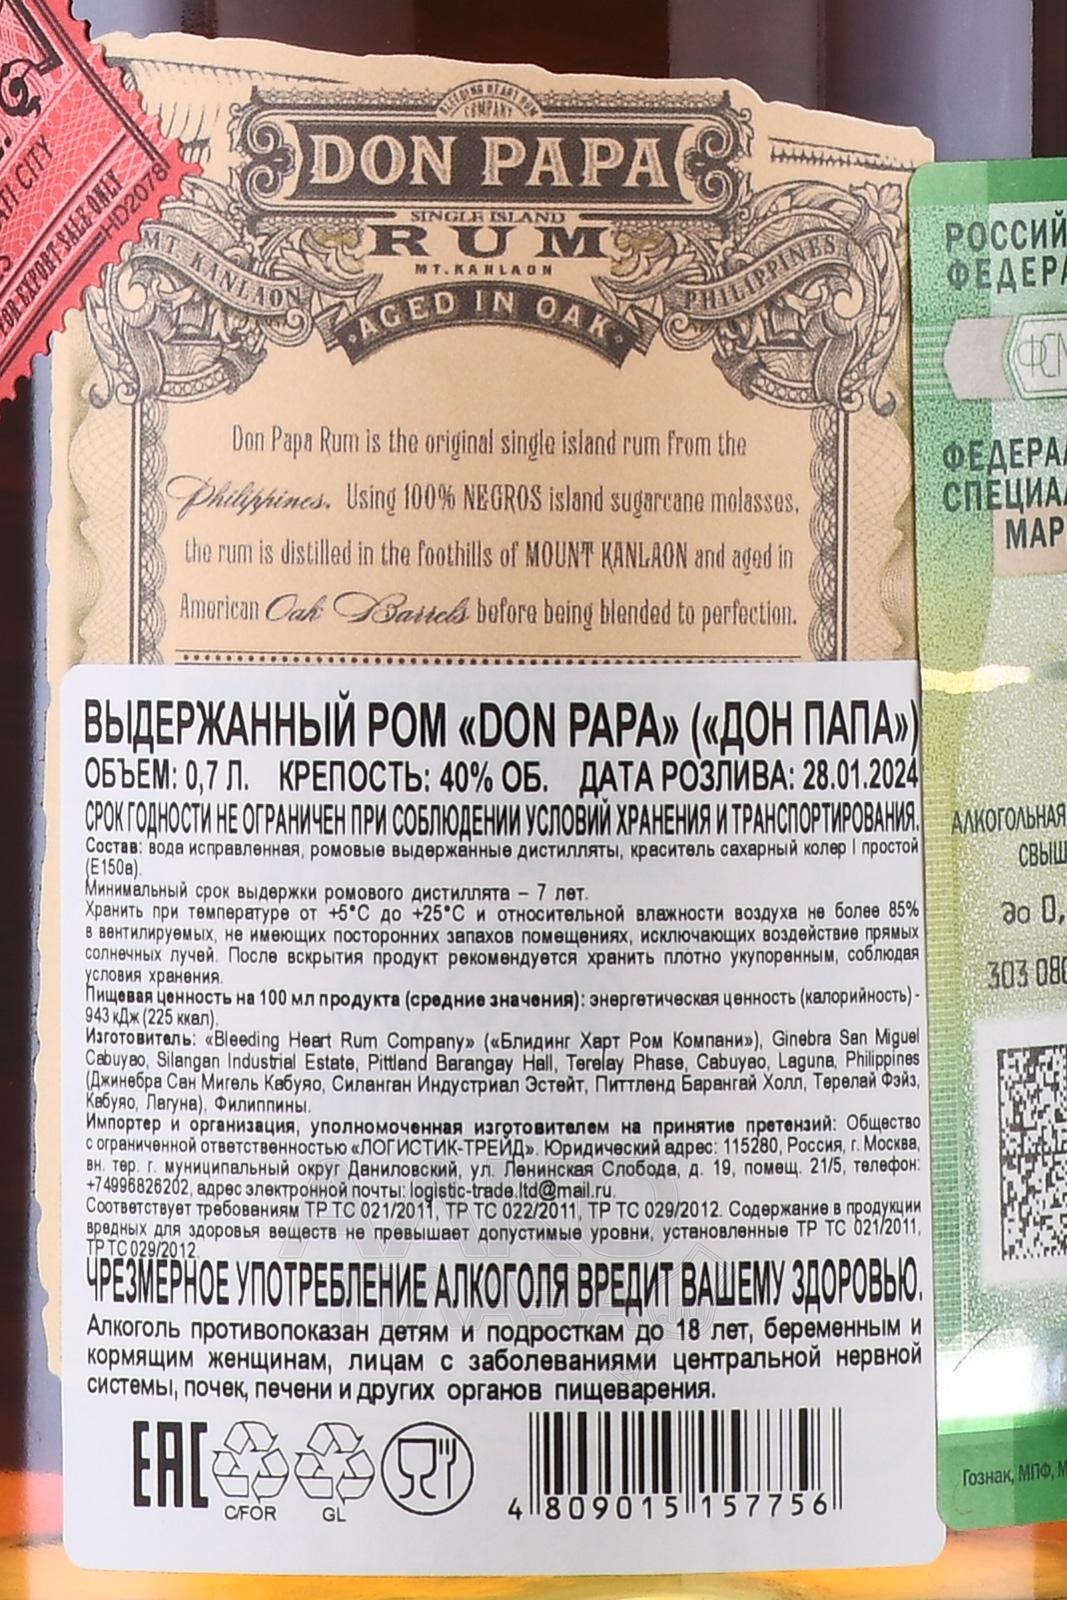 ATI CITY
FOR EXPORT SALE ONLY
HD2078
BLEEDING HEART RUM
COMPANY
DON PAPA
SINGLE ISLAND
RUM
MT. KANLAON
MT. KANLAON
PHILIPPINES
AGED IN OAK
Don Papa Rum is the original single island rum from the
Philippines. Using 100% NEGROS island sugarcane molasses,
the rum is distilled in the foothills of MOUNT KANLAON and aged in
American Oak Barrels before being blended to perfection.
ВЫДЕРЖАННЫЙ РОМ «DON PAPA» («ДОН ПАПА»)
ОБЪЕМ: 0,7 Л. КРЕПОСТЬ: 40% ОБ. ДАТА РОЗЛИВА: 28.01.2024
СРОК ГОДНОСТИ НЕ ОГРАНИЧЕН ПРИ СОБЛЮДЕНИИ УСЛОВИЙ ХРАНЕНИЯ И ТРАНСПОРТИРОВАНИЯ.
Состав: вода исправленная, ромовые выдержанные дистилляты, краситель сахарный колер I простой
(Е150а).
Минимальный срок выдержки ромового дистиллята – 7 лет.
Хранить при температуре от +5°С до +25°С и относительной влажности воздуха не более 85%
в вентилируемых, не имеющих посторонних запахов помещениях, исключающих воздействие прямых
солнечных лучей. После вскрытия продукт рекомендуется хранить плотно укупоренным, соблюдая
условия хранения.
Пищевая ценность на 100 мл продукта (средние значения): энергетическая ценность (калорийность) -
943 кДж (225 ккал).
Изготовитель: «Bleeding Heart Rum Company» («Блидинг Харт Ром Компани»), Ginebra San Miguel
Cabuyao, Silangan Industrial Estate, Pittland Barangay Hall, Terelay Phase, Cabuyao, Laguna, Philippines
(Джинебра Сан Мигель Кабуяо, Силанган Индустриал Эстейт, Питтленд Барангай Холл, Терелай Фэйз,
Кабуяо, Лагуна), Филиппины.
Импортер и организация, уполномоченная изготовителем на принятие претензий: Общество
с ограниченной ответственностью «ЛОГИСТИК-ТРЕЙД». Юридический адрес: 115280, Россия, г. Москва,
вн. тер. г. муниципальный округ Даниловский, ул. Ленинская Слобода, д. 19, помещ. 21/5, телефон:
+74996826202, адрес электронной почты: logistic-trade.ltd@mail.ru.
Соответствует требованиям ТР ТС 021/2011, ТР ТС 022/2011, ТР ТС 029/2012. Содержание в продукции
вредных для здоровья веществ не превышает допустимые уровни, установленные ТР ТС 021/2011,
ТР ТС 029/2012.
ЧРЕЗМЕРНОЕ УПОТРЕБЛЕНИЕ АЛКОГОЛЯ ВРЕДИТ ВАШЕМУ ЗДОРОВЬЮ.
Алкоголь противопоказан детям и подросткам до 18 лет, беременным и
кормящим женщинам, лицам с заболеваниями центральной нервной
системы, почек, печени и других органов пищеварения.
EAC
C/FOR
GL
4 809015 157756
РОССИЙ
ФЕДЕРА
ФСМ
ФЕДЕРАЛ
СПЕЦИАЛ
МАР
АЛКОГОЛЬНАЯ
СВЫШ
до 0,
303 086
Гознак, МПФ, М